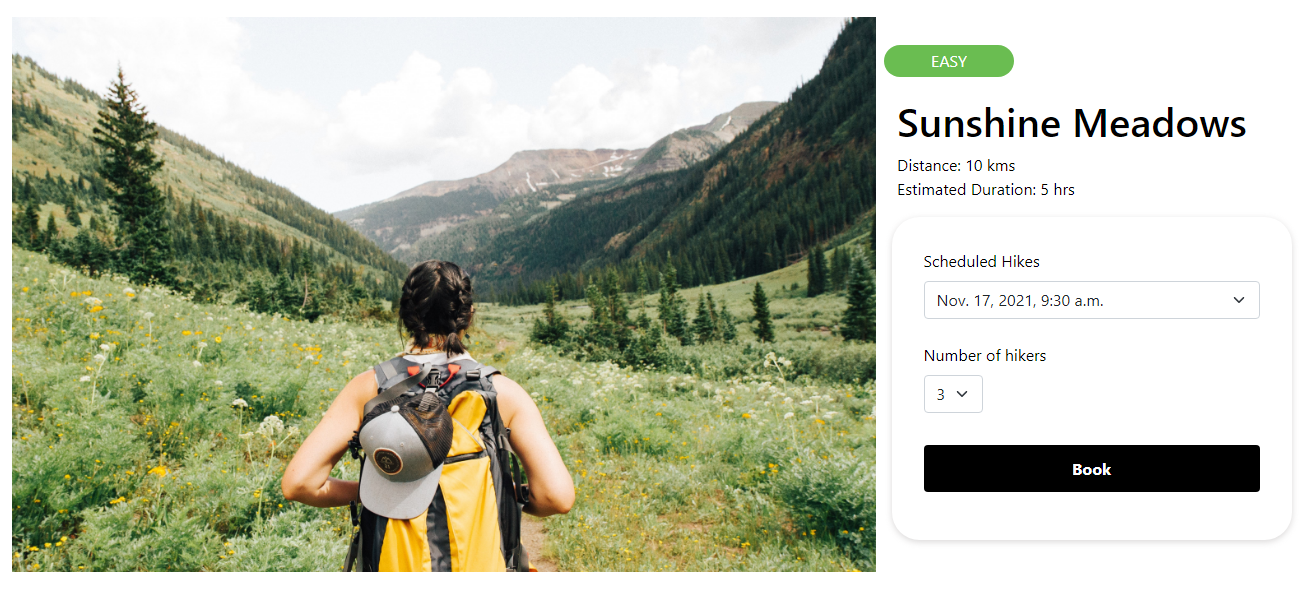 EASY
Sunshine Meadows
Distance: 10 kms
Estimated Duration: 5 hrs
Scheduled Hikes
Nov. 17, 2021, 9:30 a.m.
Number of hikers
3
Book